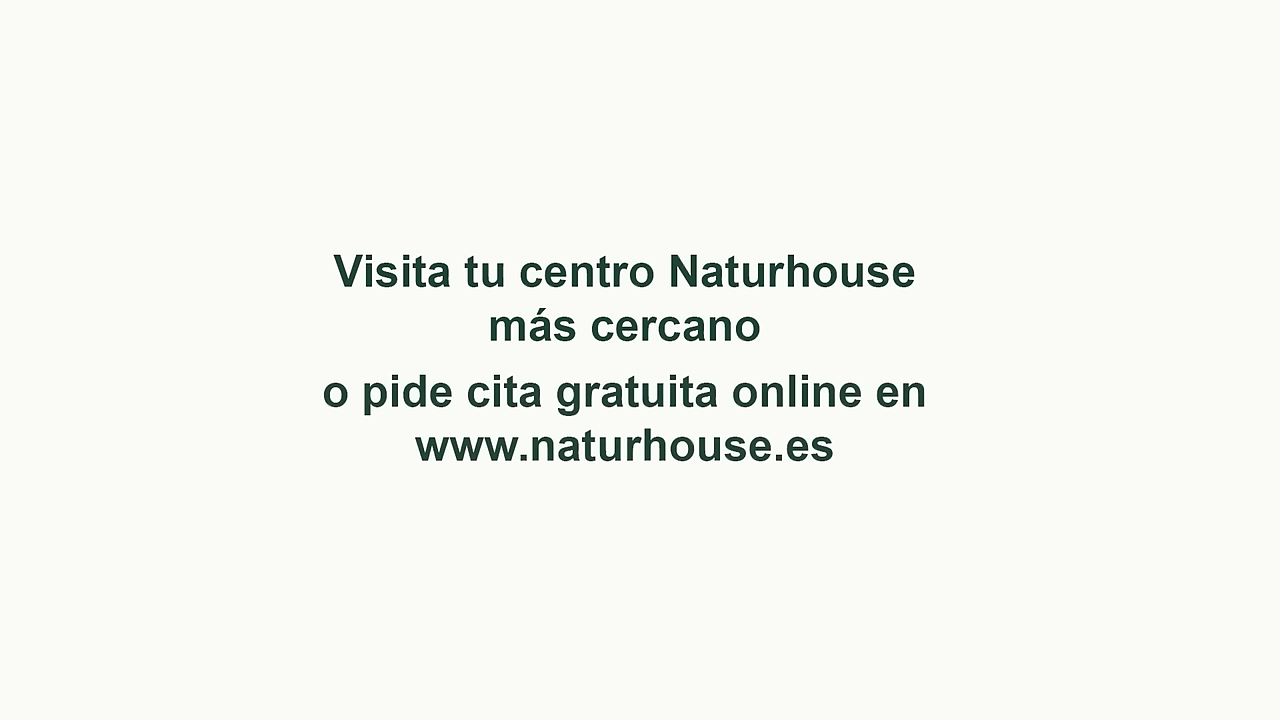 Visita tu centro Naturhouse
más cercano
o pide cita gratuita online en
www.naturhouse.es